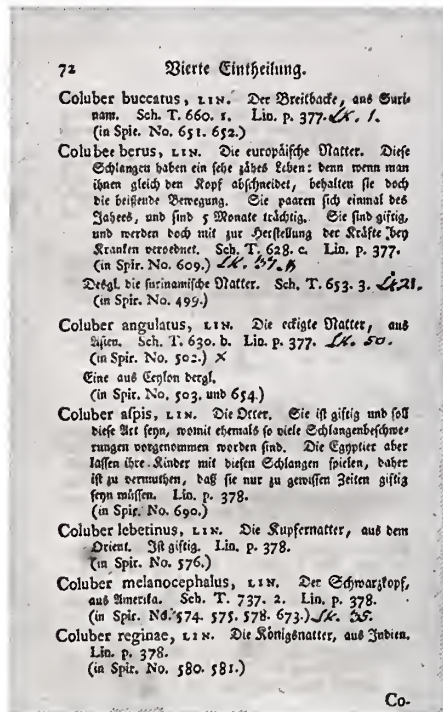 72 Vierte Eintheilung.
Coluber buccatus, LIN. Der Breitbacke, aus Suri-
nam. Sch. T. 660. 1. Lin. p. 377. LK. 1.
(in Spir. No. 651. 652.)
Colubee berus, LIN. Die europäische Natter. Diese
Schlangen haben ein sehr zähes Leben: denn wenn man
ihnen gleich den Kopf abschneidet, behalten sie doch
die beißende Bewegung. Sie paaren sich einmal des
Jahres, und sind 5 Monate trächtig. Sie sind giftig,
und werden doch mit zur Herstellung der Kräfte bey
Kranken verordnet. Sch. T. 628. c. Lin. p. 377.
(in Spir. No. 609.) LK.
Desgl. die surinamische Natter. Sch. T. 653. 3. LK 21.
(in Spir. No. 499.)
Coluber angulatus, LIN. Die eckigte Natter, aus
Asien. Sch. T. 630. b. Lin. p. 377. LK. 50.
(in Spir. No. 502.) x
Eine aus Ceylon dergl.
(in Spir. No. 503. und 654.)
Coluber aspis, LIN. Die Otter. Sie ist giftig und soll
diese Art seyn, womit ehemals so viele Schlangenbeschwe-
rungen vorgenommen worden sind. Die Egyptier aber
lassen ihre Kinder mit diesen Schlangen spielen, daher
ist zu vermuthen, daß sie nur zu gewissen Zeiten giftig
seyn müssen. Lin. p. 378.
(in Spir. No. 690.)
Coluber lebetinus, LIN. Die Kupfernatter, aus dem
Orient. Ist giftig. Lin. p. 378.
(in Spir. No. 576.)
Coluber melanocephalus, LIN. Der Schwarzkopf,
aus Amerika. Sch. T. 737. 2. Lin. p. 378.
(in Spir. No. 574. 575. 578. 673.) LK. 35.
Coluber reginae, LIN. Die Königsnatter, aus Indien.
Lin. p. 378.
(in Spir. No. 580. 581.)
Co-